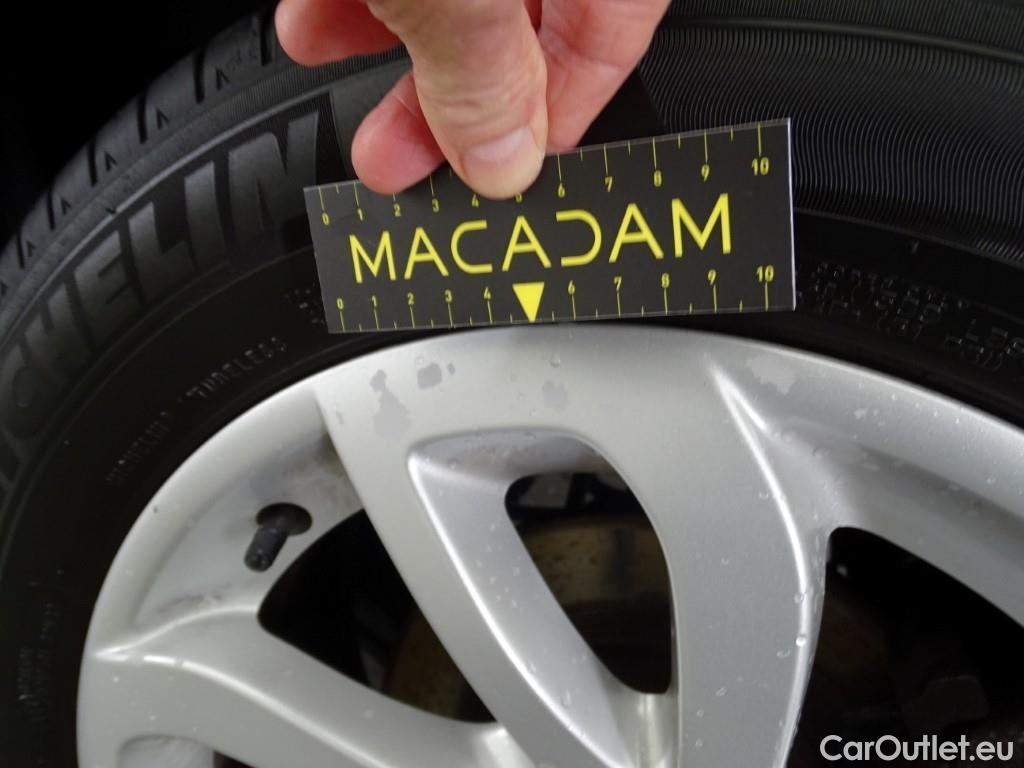 MICHELIN
0 1 2 3 4 5 6 7 8 9 10
MACADAM
0 1 2 3 4 6 7 8 9 10
TUBELESS
CarOutlet.eu